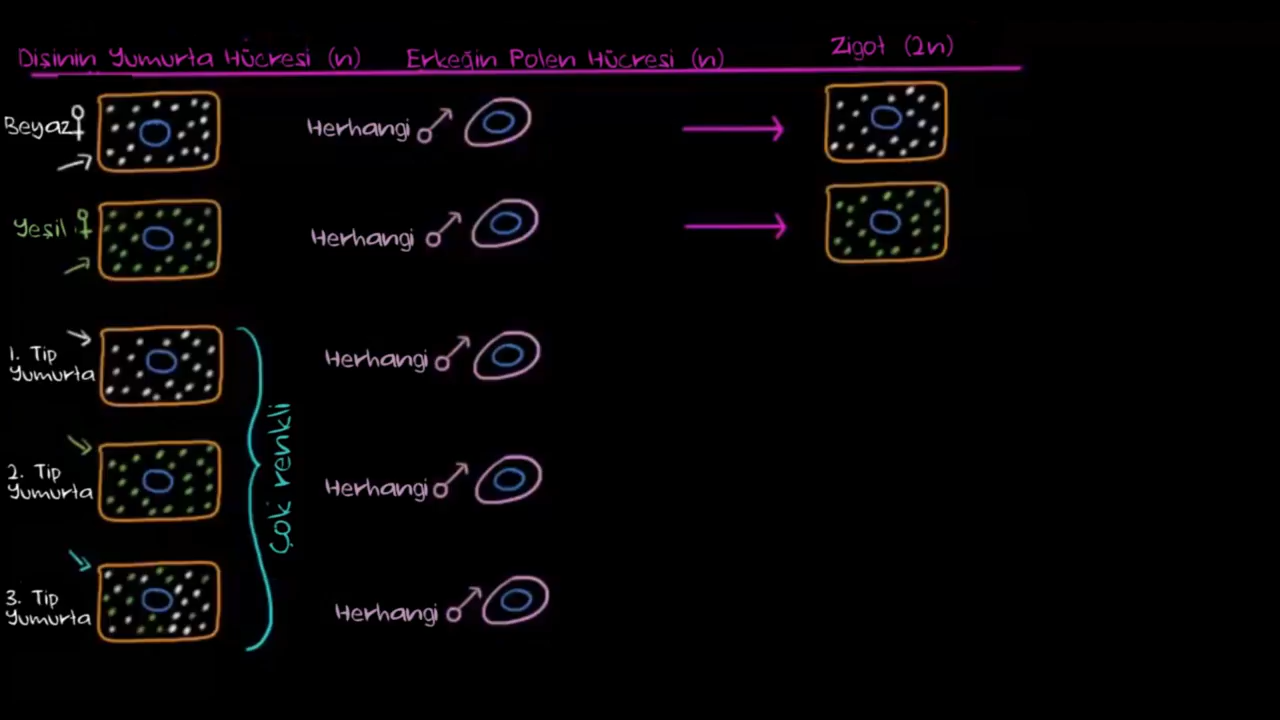 Dişinin Yumurta Hücresi (n) Erkeğin Polen Hücresi (n) Zigot (2n)
Beyaz ♀ Herhangi ♂
Yeşil ♀ Herhangi ♂
1. Tip
Yumurta
Herhangi ♂
2. Tip
Yumurta
Herhangi ♂
3. Tip
Yumurta
Herhangi ♂
Çok renkli